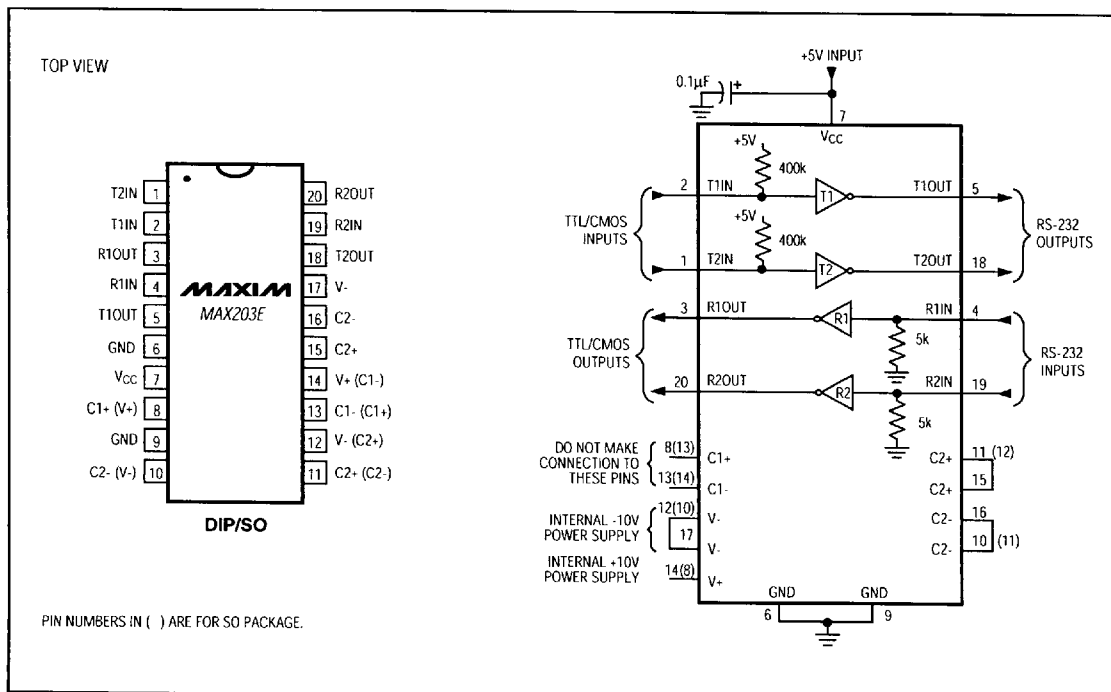 TOP VIEW
T2IN 1
T1IN 2
R1OUT 3
R1IN 4
T1OUT 5
GND 6
VCC 7
C1+ (V+) 8
GND 9
C2- (V-) 10
20 R2OUT
19 R2IN
18 T2OUT
17 V-
16 C2-
15 C2+
14 V+ (C1-)
13 C1- (C1+)
12 V- (C2+)
11 C2+ (C2-)
MAXIM
MAX203E
DIP/SO
PIN NUMBERS IN ( ) ARE FOR SO PACKAGE.
+5V INPUT
0.1µF +
7
VCC
+5V
400k
2 T1IN T1 T1OUT 5
+5V
400k
1 T2IN T2 T2OUT 18
TTL/CMOS
INPUTS
RS-232
OUTPUTS
3 R1OUT R1 R1IN 4
5k
20 R2OUT R2 R2IN 19
5k
TTL/CMOS
OUTPUTS
RS-232
INPUTS
DO NOT MAKE
CONNECTION TO
THESE PINS
8(13) C1+
13(14) C1-
INTERNAL -10V
POWER SUPPLY
12(10) V-
17 V-
INTERNAL +10V
POWER SUPPLY
14(8) V+
C2+ 11 (12)
C2+ 15
C2- 16
C2- 10 (11)
GND GND
6 9